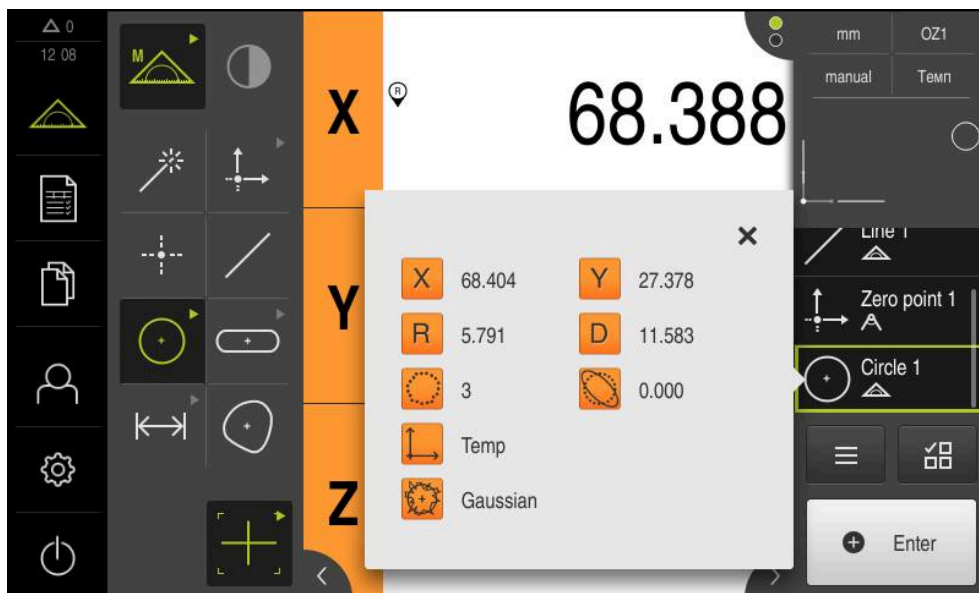 0
12 08
M
X
R
68.388
Y
Z
X 68.404 Y 27.378
R 5.791 D 11.583
3 0.000
Temp
Gaussian
mm OZ1
manual Темп
Line 1
Zero point 1
Circle 1
Enter